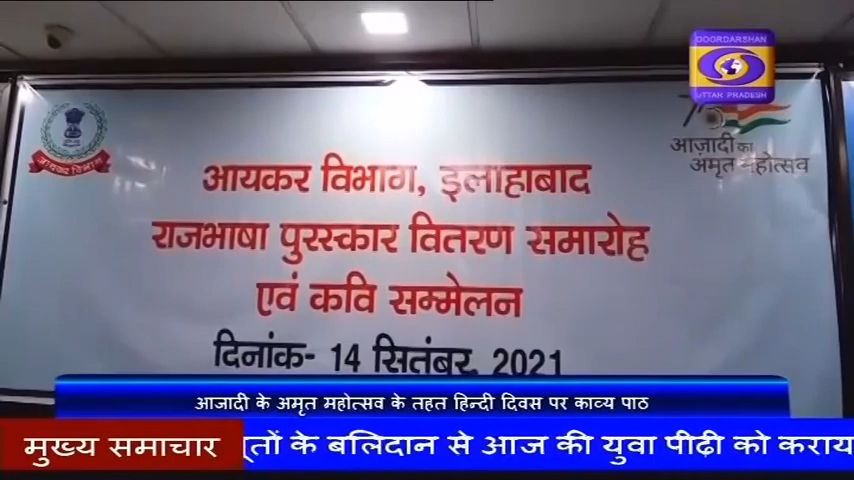 DOORDARSHAN
UTTAR PRADESH
आयकर विभाग
आज़ादी का
अमृत महोत्सव
आयकर विभाग, इलाहाबाद
राजभाषा पुरस्कार वितरण समारोह
एवं कवि सम्मेलन
दिनांक- 14 सितंबर, 2021
आजादी के अमृत महोत्सव के तहत हिन्दी दिवस पर काव्य पाठ
मुख्य समाचार
के बलिदान से आज की युवा पीढ़ी को